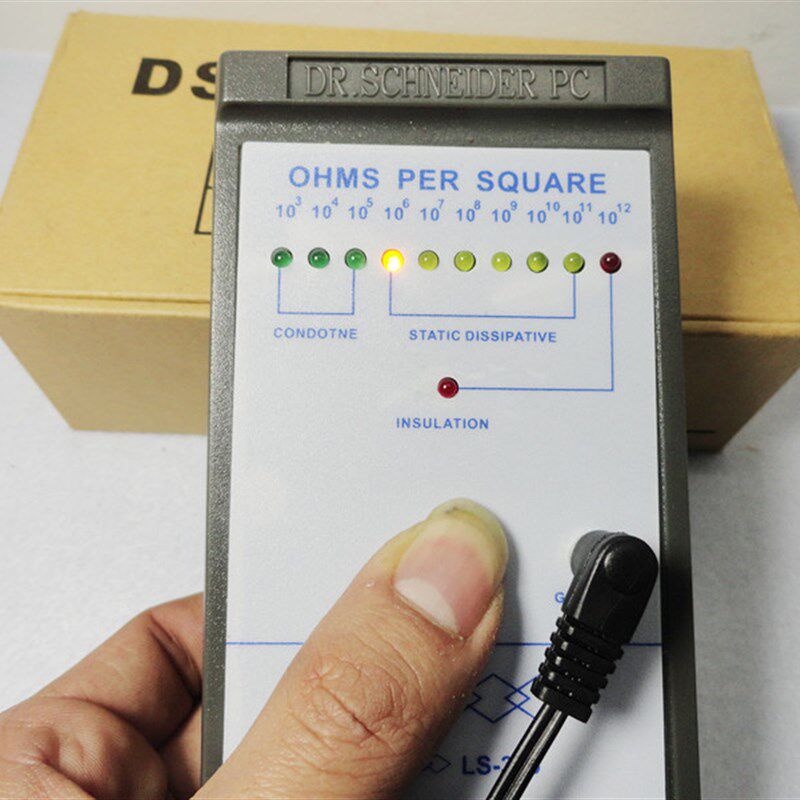 DR.SCHNEIDER PC
OHMS PER SQUARE
10³ 10⁴ 10⁵ 10⁶ 10⁷ 10⁸ 10⁹ 10¹⁰ 10¹¹ 10¹²
CONDOTNE STATIC DISSIPATIVE
INSULATION